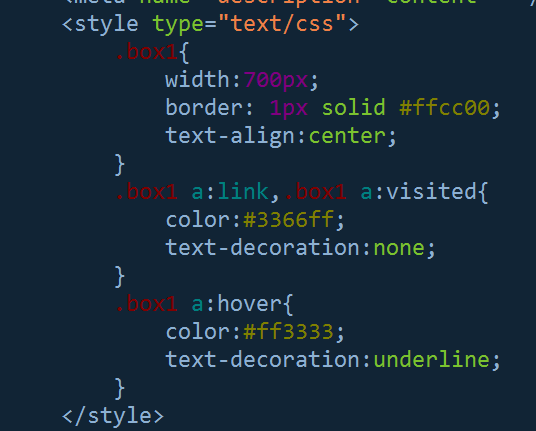 <meta name="description" content="" /
<style type="text/css">
.box1{
width:700px;
border: 1px solid #ffcc00;
text-align:center;
}
.box1 a:link,.box1 a:visited{
color:#3366ff;
text-decoration:none;
}
.box1 a:hover{
color:#ff3333;
text-decoration:underline;
}
</style>